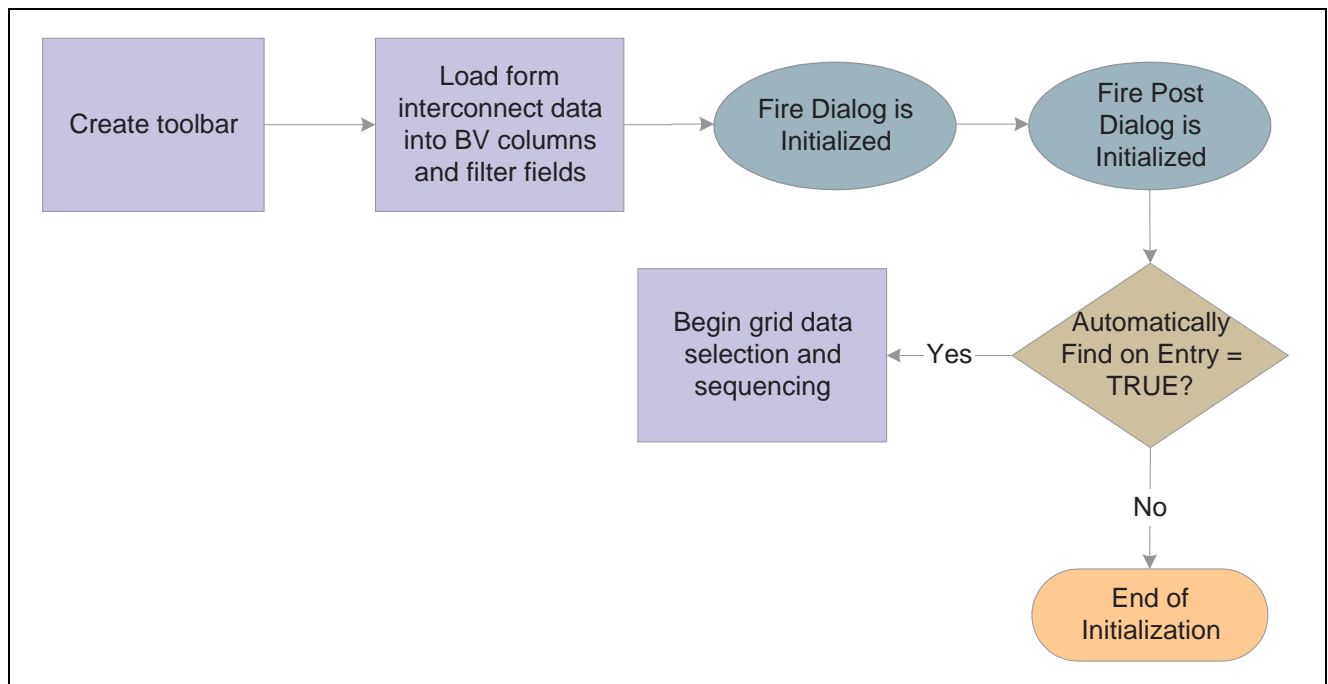 Create toolbar
Load form
interconnect data
into BV columns
and filter fields
Fire Dialog is
Initialized
Fire Post
Dialog is
Initialized
Automatically
Find on Entry =
TRUE?
Yes
Begin grid data
selection and
sequencing
No
End of
Initialization